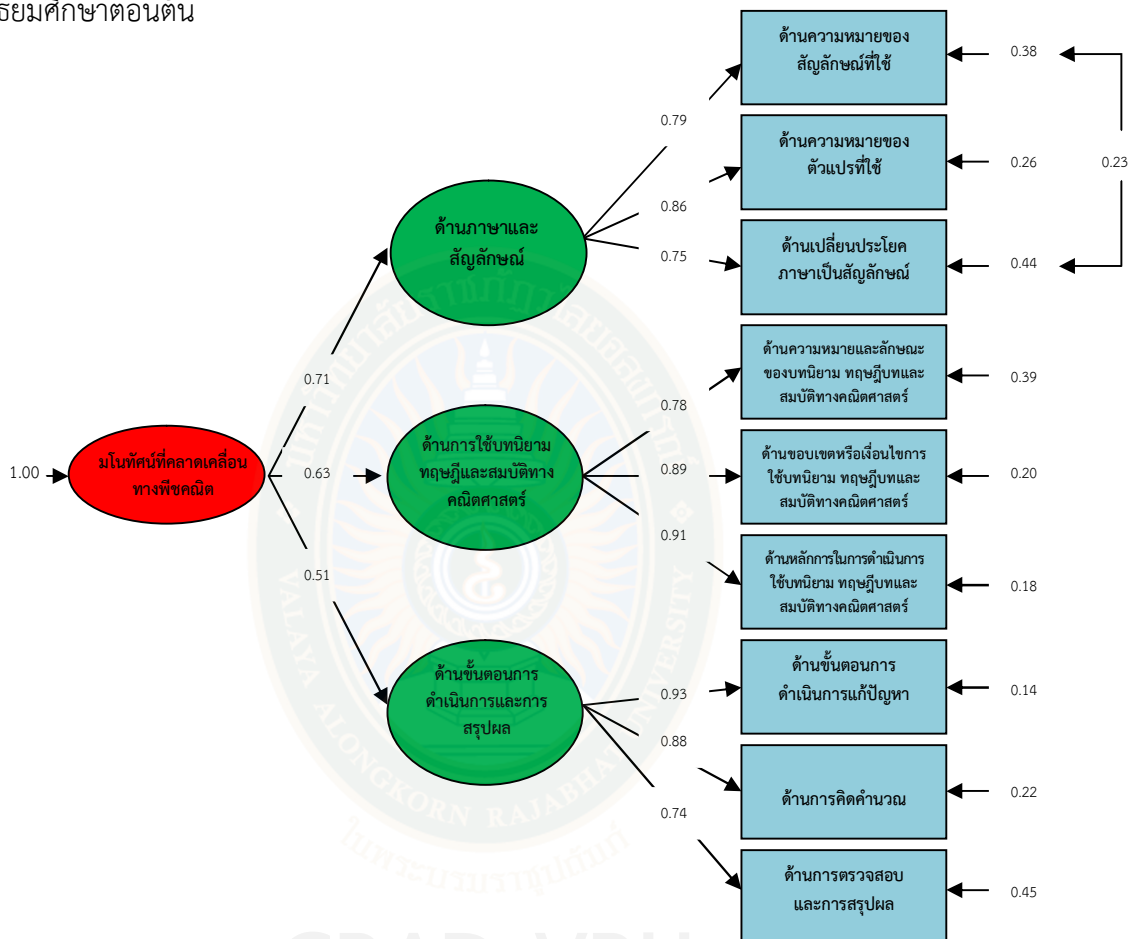 ธยมศึกษาตอนต้น
ด้านความหมายของ
สัญลักษณ์ที่ใช้
0.38
0.79
ด้านความหมายของ
ตัวแปรที่ใช้
0.26
0.23
0.86
ด้านภาษาและ
สัญลักษณ์
0.75
ด้านเปลี่ยนประโยค
ภาษาเป็นสัญลักษณ์
0.44
0.71
ด้านความหมายและลักษณะ
ของบทนิยาม ทฤษฎีบทและ
สมบัติทางคณิตศาสตร์
0.39
0.78
1.00
มโนทัศน์ที่คลาดเคลื่อน
ทางพีชคณิต
0.63
ด้านการใช้บทนิยาม
ทฤษฎีและสมบัติทาง
คณิตศาสตร์
0.89
ด้านขอบเขตหรือเงื่อนไขการ
ใช้บทนิยาม ทฤษฎีบทและ
สมบัติทางคณิตศาสตร์
0.20
0.91
0.51
ด้านหลักการในการดำเนินการ
ใช้บทนิยาม ทฤษฎีบทและ
สมบัติทางคณิตศาสตร์
0.18
ด้านขั้นตอนการ
ดำเนินการและการ
สรุปผล
0.93
ด้านขั้นตอนการ
ดำเนินการแก้ปัญหา
0.14
0.88
ด้านการคิดคำนวณ
0.22
0.74
ด้านการตรวจสอบ
และการสรุปผล
0.45
VALAYA ALONGKORN RAJABHAT UNIVERSITY
ในพระบรมราชูปถัมภ์